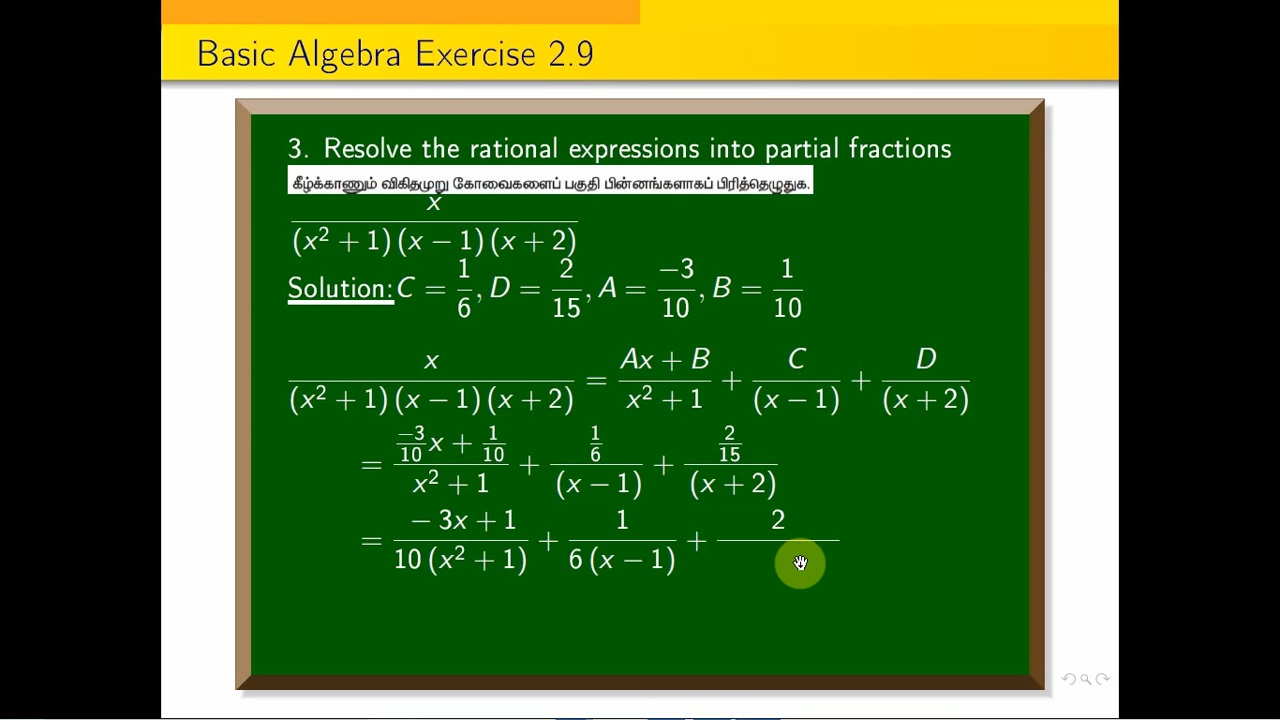 Basic Algebra Exercise 2.9
3. Resolve the rational expressions into partial fractions
கீழ்க்காணும் விகிதமுறு கோவைகளைப் பகுதி பின்னங்களாகப் பிரித்தெழுதுக.
x / (x² + 1)(x − 1)(x + 2)
Solution: C = 1/6, D = 2/15, A = −3/10, B = 1/10
x / (x² + 1)(x − 1)(x + 2) = Ax + B / x² + 1 + C / (x − 1) + D / (x + 2)
= −3/10 x + 1/10 / x² + 1 + 1/6 / (x − 1) + 2/15 / (x + 2)
= − 3x + 1 / 10(x² + 1) + 1 / 6(x − 1) + 2 /